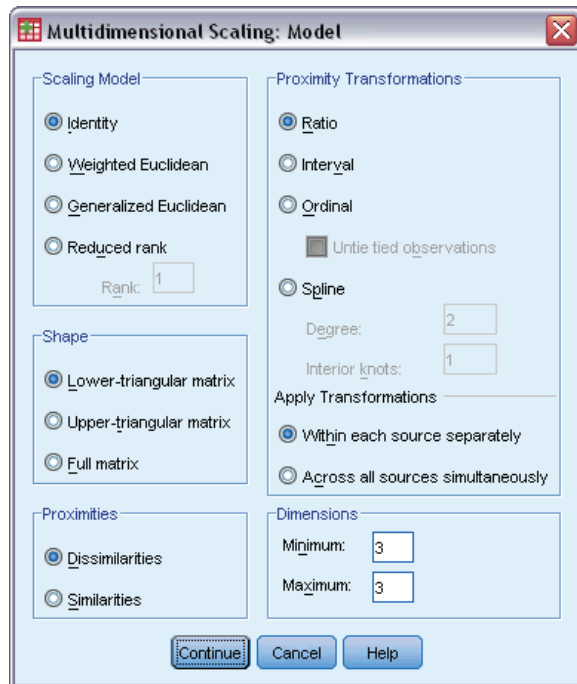 Multidimensional Scaling: Model
Scaling Model
Identity
Weighted Euclidean
Generalized Euclidean
Reduced rank
Rank: 1
Shape
Lower-triangular matrix
Upper-triangular matrix
Full matrix
Proximities
Dissimilarities
Similarities
Proximity Transformations
Ratio
Interval
Ordinal
Untie tied observations
Spline
Degree: 2
Interior knots: 1
Apply Transformations
Within each source separately
Across all sources simultaneously
Dimensions
Minimum: 3
Maximum: 3
Continue Cancel Help